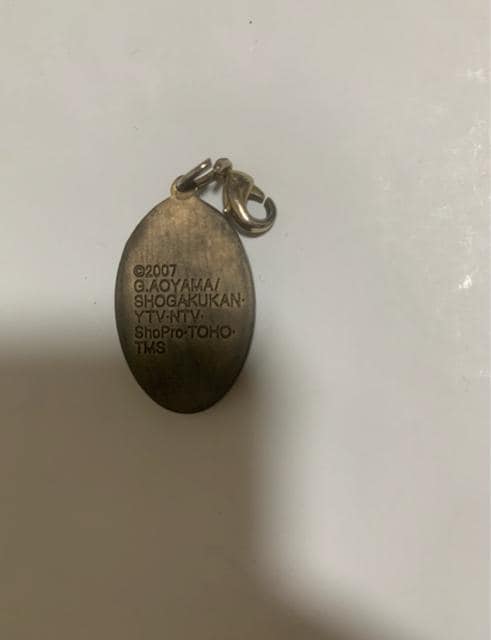 ©2007
G.AOYAMA/
SHOGAKUKAN·
YTV·NTV·
ShoPro·TOHO·
TMS